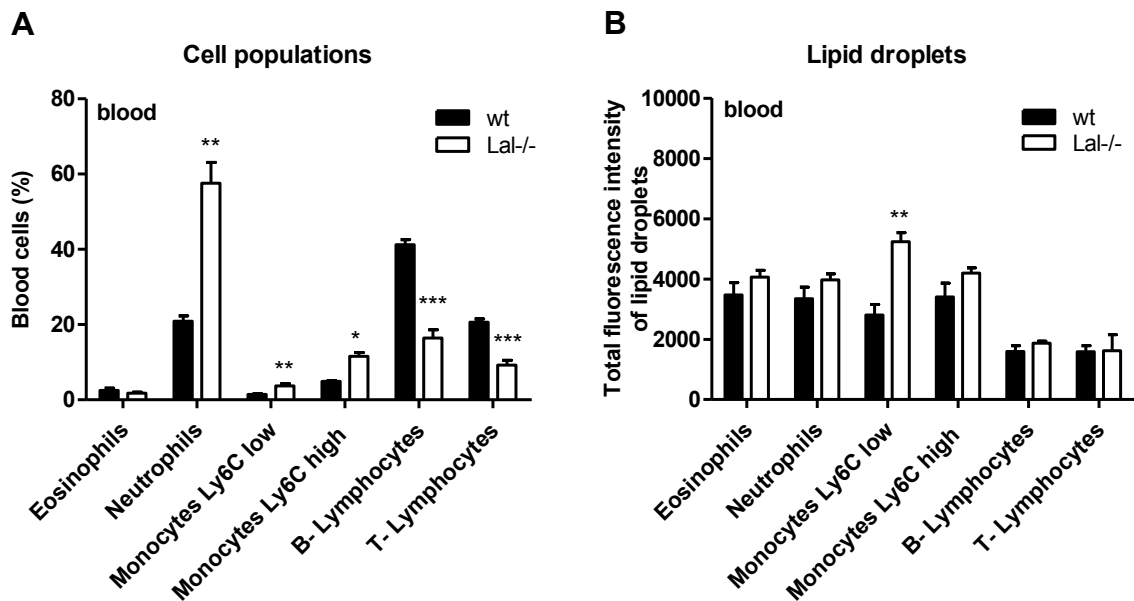 A
Cell populations
80
60
40
20
0
Blood cells (%)
blood
wt
Lal-/-
**
**
*
***
***
Eosinophils
Neutrophils
Monocytes Ly6C low
Monocytes Ly6C high
B- Lymphocytes
T- Lymphocytes
B
Lipid droplets
10000
8000
6000
4000
2000
0
Total fluorescence intensity
of lipid droplets
blood
wt
Lal-/-
**
Eosinophils
Neutrophils
Monocytes Ly6C low
Monocytes Ly6C high
B- Lymphocytes
T- Lymphocytes